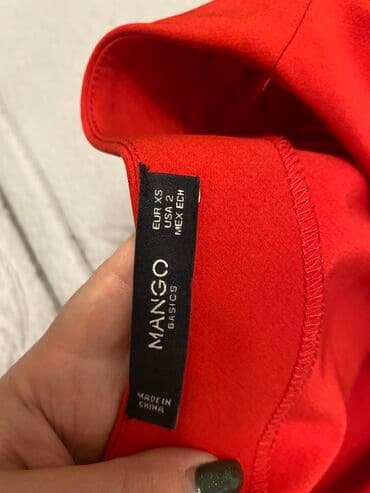 MANGO
BASICS
EUR XS
USA 2
MEX ECH
MADE IN
CHINA